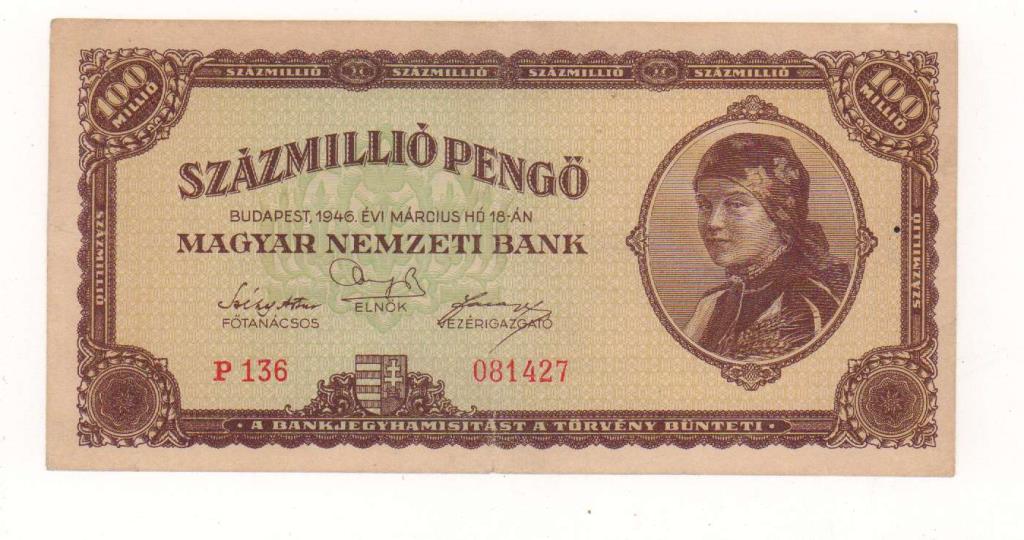 SZÁZMILLIÓ SZÁZMILLIÓ SZÁZMILLIÓ SZÁZMILLIÓ
100 MILLIÓ
100 MILLIÓ
SZÁZMILLIÓ PENGŐ
BUDAPEST, 1946. ÉVI MÁRCIUS HÓ 18-ÁN
MAGYAR NEMZETI BANK
SZÁZMILLIÓ
SZÁZMILLIÓ
ELNÖK
FŐTANÁCSOS
VEZÉRIGAZGATÓ
P 136
081427
· A BANKJEGYHAMISÍTÁST A TÖRVÉNY BÜNTETI ·